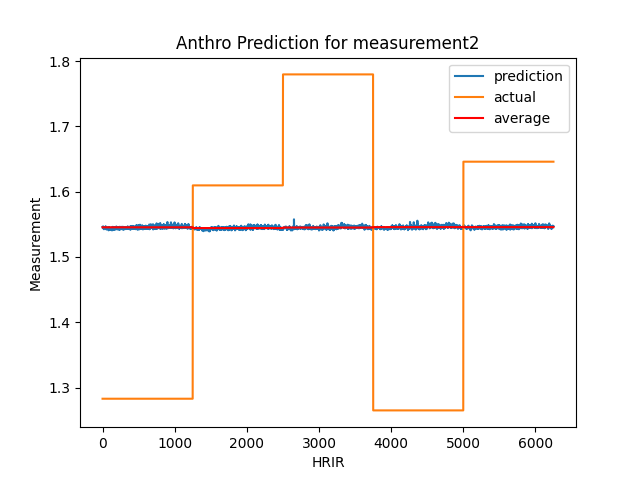 Anthro Prediction for measurement2
prediction
actual
average
Measurement
1.8
1.7
1.6
1.5
1.4
1.3
0 1000 2000 3000 4000 5000 6000
HRIR